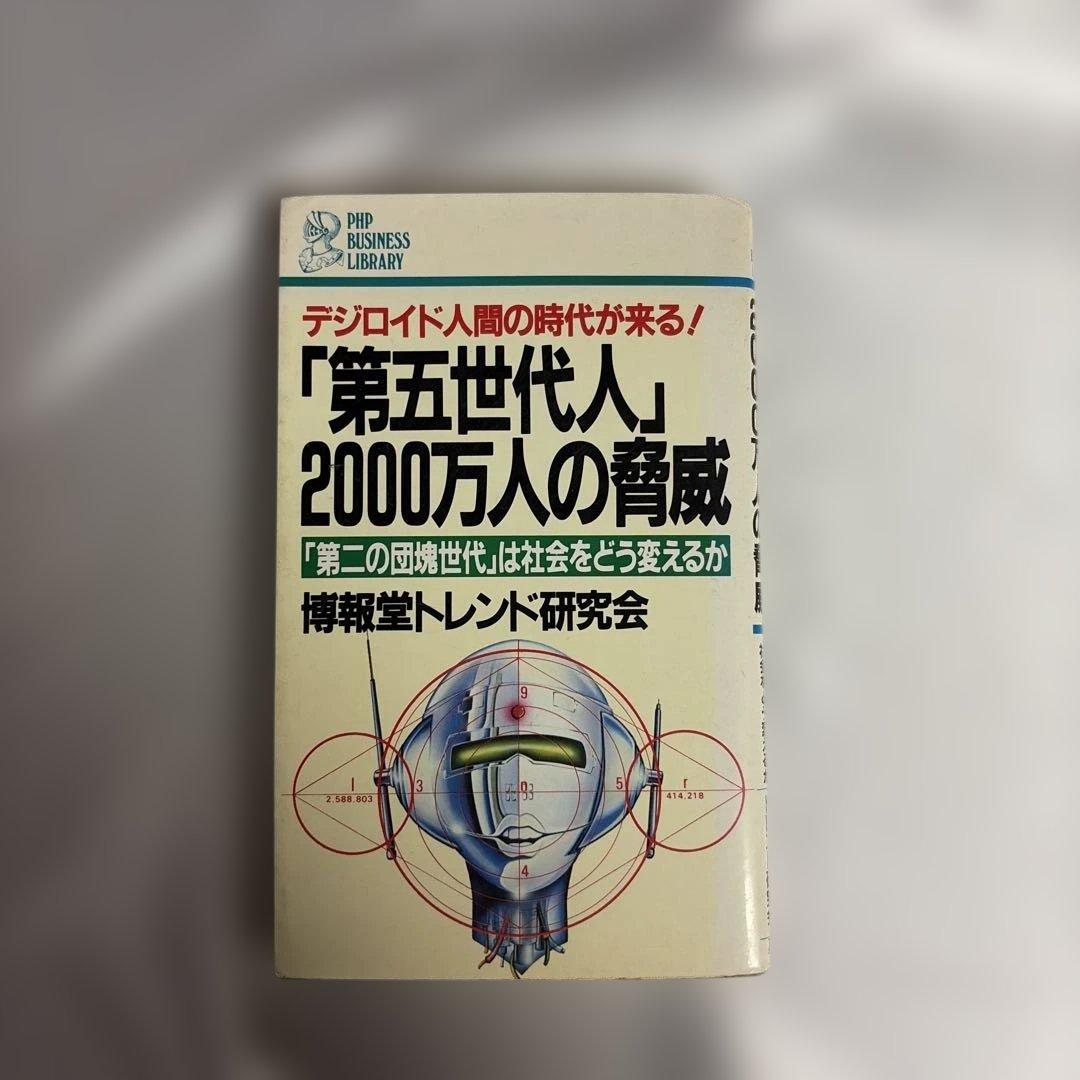 PHP
BUSINESS
LIBRARY
デジロイド人間の時代が来る!
「第五世代人」
2000万人の脅威
「第二の団塊世代」は社会をどう変えるか
博報堂トレンド研究会
9
l
3
0
5
r
2.588.803
414.218
4